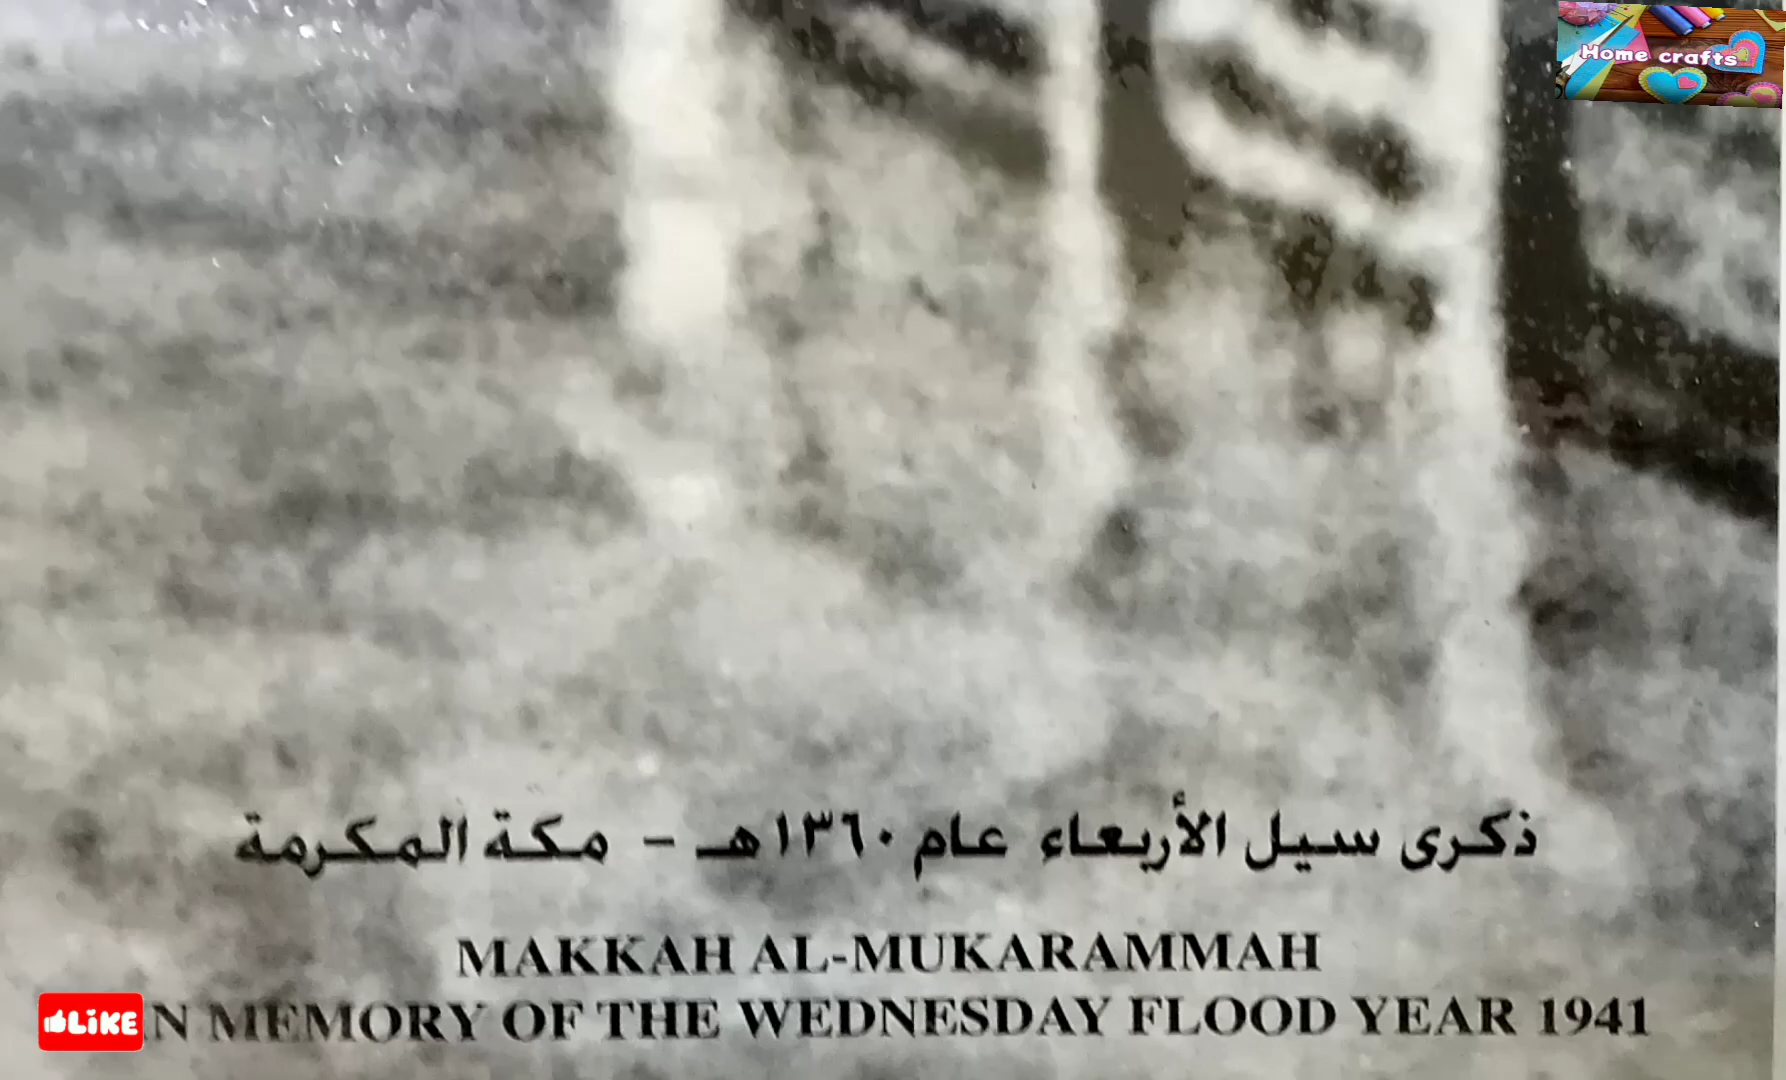 Home crafts
ذكرى سيل الأربعاء عام ١٣٦٠هـ - مكة المكرمة
MAKKAH AL-MUKARAMMAH
N MEMORY OF THE WEDNESDAY FLOOD YEAR 1941
LiKE